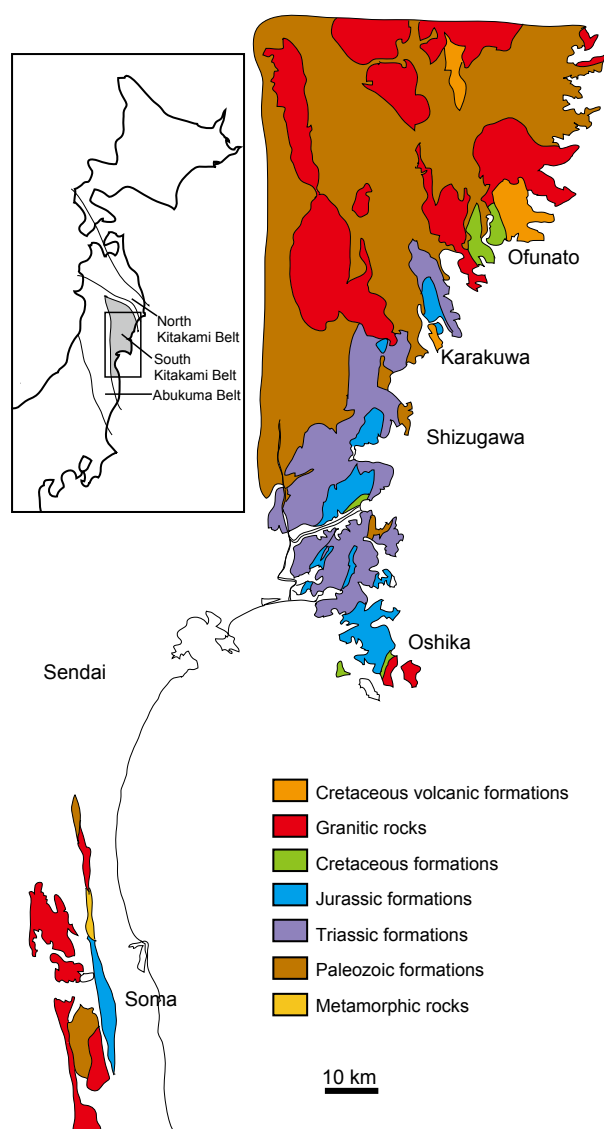 North
Kitakami Belt
South
Kitakami Belt
Abukuma Belt
Ofunato
Karakuwa
Shizugawa
Oshika
Sendai
Soma
Cretaceous volcanic formations
Granitic rocks
Cretaceous formations
Jurassic formations
Triassic formations
Paleozoic formations
Metamorphic rocks
10 km